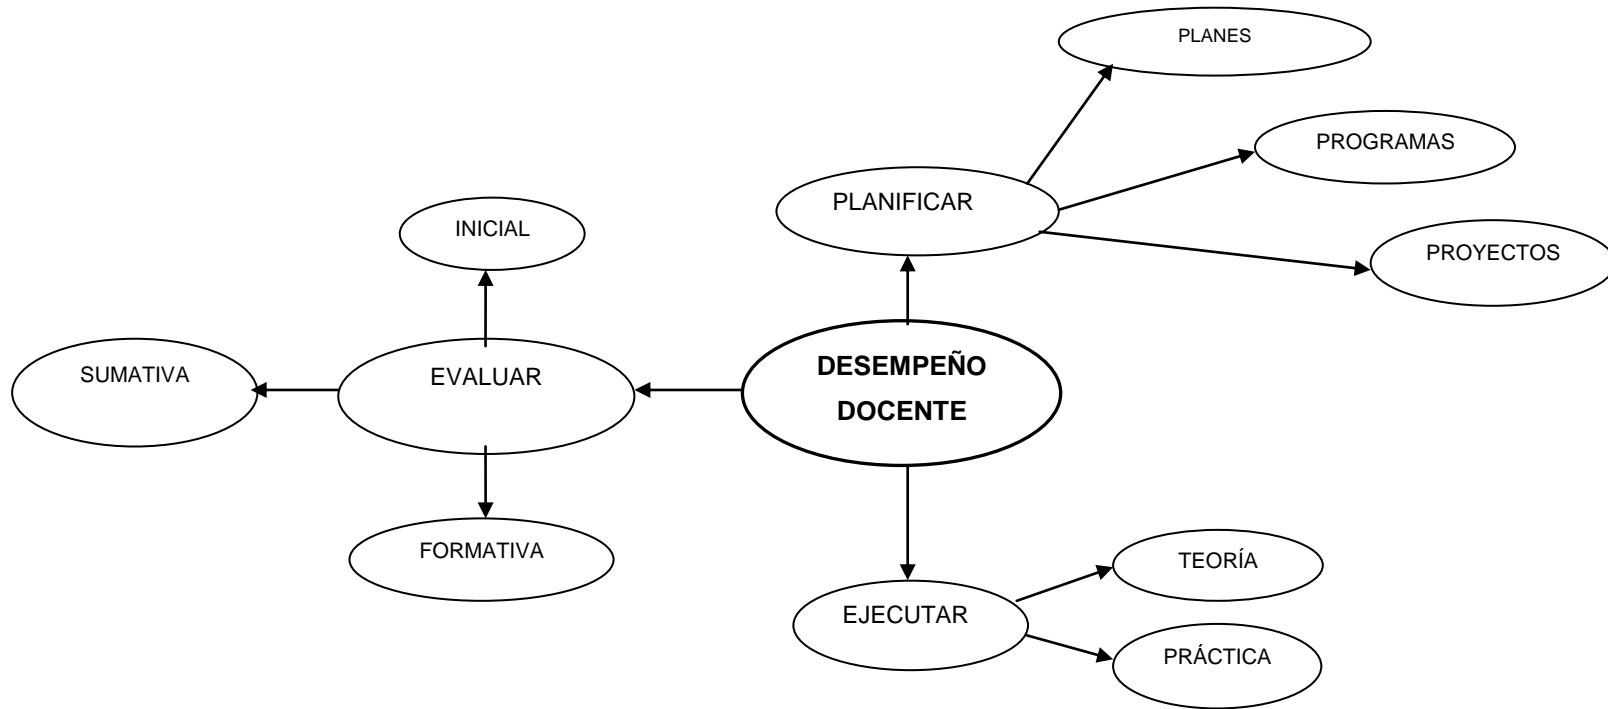 PLANES
PROGRAMAS
PLANIFICAR
PROYECTOS
INICIAL
SUMATIVA
EVALUAR
DESEMPEÑO
DOCENTE
FORMATIVA
TEORÍA
EJECUTAR
PRÁCTICA